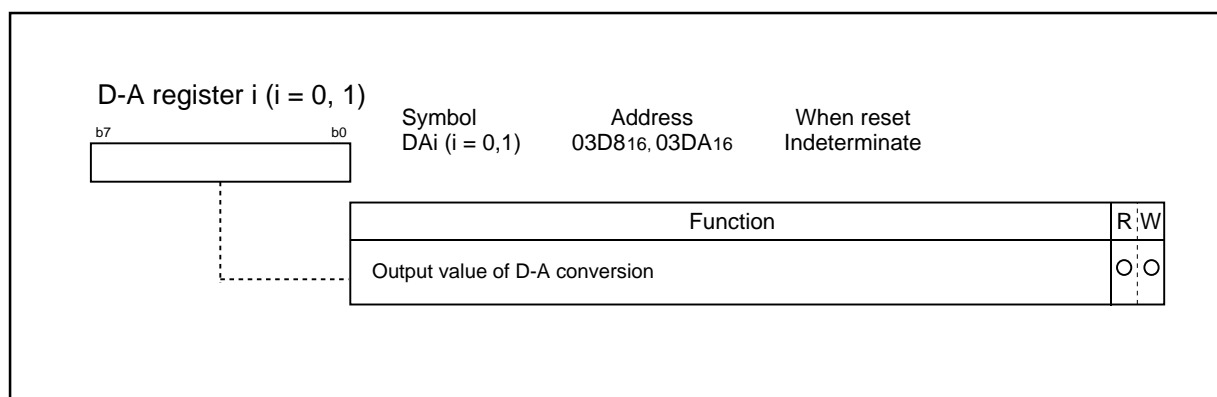 D-A register i (i = 0, 1)
b7 b0
Symbol Address When reset
DAi (i = 0,1) 03D816, 03DA16 Indeterminate
Function R W
Output value of D-A conversion O O